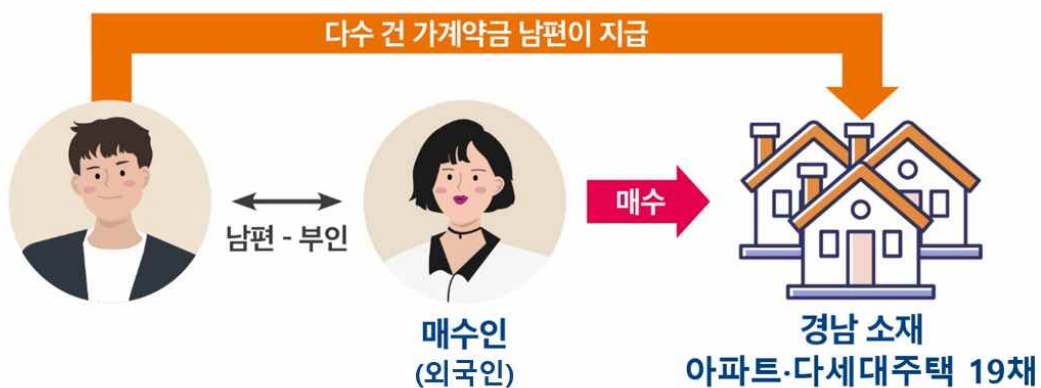 다수 건 가계약금 남편이 지급
남편 - 부인
매수
매수인
(외국인)
경남 소재
아파트·다세대주택 19채